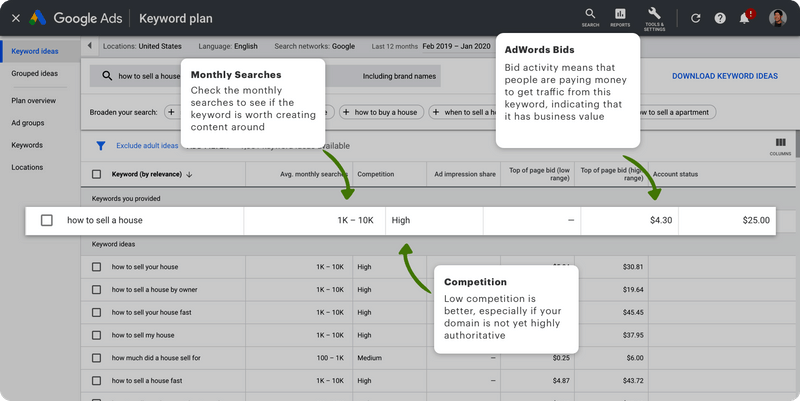 Google Ads
Keyword plan
SEARCH
REPORTS
TOOLS &
SETTINGS
!
Keyword ideas
Grouped ideas
Plan overview
Ad groups
Keywords
Locations
Locations: United States
Language: English
Search networks: Google
Last 12 months
Feb 2019 – Jan 2020
how to sell a house
Including brand names
DOWNLOAD KEYWORD IDEAS
Broaden your search:
how to buy a house
when to sell a
how to sell a apartment
Exclude adult ideas
keyword ideas available
COLUMNS
Monthly Searches
Check the monthly
searches to see if the
keyword is worth creating
content around
AdWords Bids
Bid activity means that
people are paying money
to get traffic from this
keyword, indicating that
it has business value
Keyword (by relevance)
Avg. monthly searches
Competition
Ad impression share
Top of page bid (low
range)
Top of page bid (high
range)
Account status
Keywords you provided
how to sell a house
1K – 10K
High
–
$4.30
$25.00
Keyword ideas
how to sell your house
1K – 10K
High
$30.81
how to sell a house by owner
1K – 10K
High
$19.64
how to sell your house fast
1K – 10K
High
$45.45
how to sell my house
1K – 10K
High
$37.95
how much did a house sell for
100 – 1K
Medium
–
$0.25
$6.00
how to sell a house fast
1K – 10K
High
–
$4.87
$43.72
Competition
Low competition is
better, especially if your
domain is not yet highly
authoritative